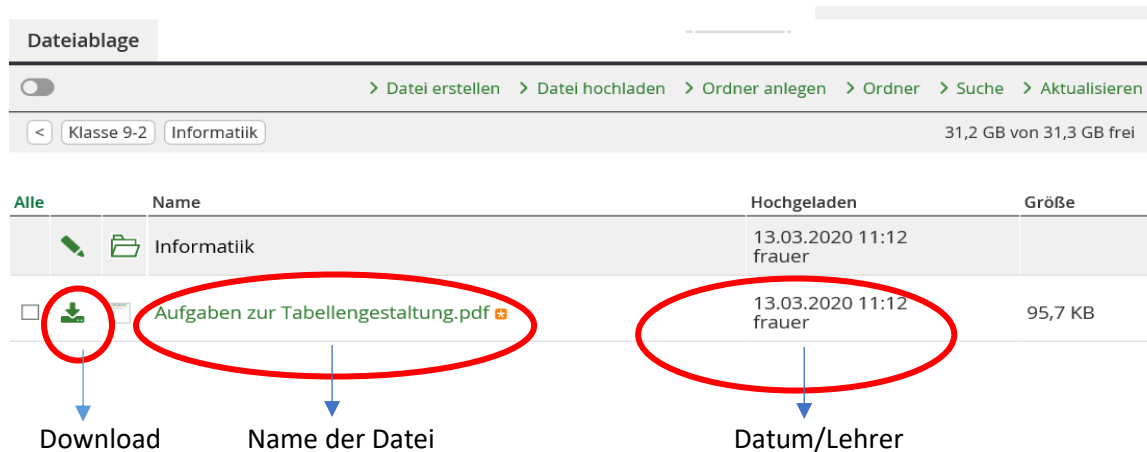 Dateiablage
> Datei erstellen > Datei hochladen > Ordner anlegen > Ordner > Suche > Aktualisieren
< Klasse 9-2 Informatiik 31,2 GB von 31,3 GB frei
Alle Name Hochgeladen Größe
Informatiik 13.03.2020 11:12
frauer
Aufgaben zur Tabellengestaltung.pdf 13.03.2020 11:12
frauer 95,7 KB
Download Name der Datei Datum/Lehrer